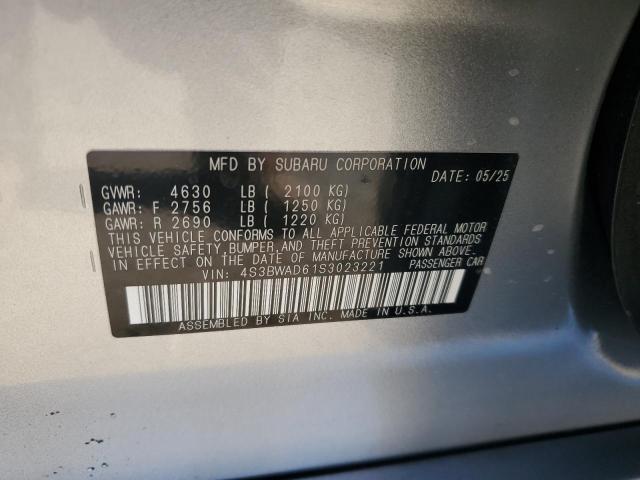 MFD BY SUBARU CORPORATION
DATE: 05/25
GVWR: 4630 LB ( 2100 KG)
GAWR: F 2756 LB ( 1250 KG)
GAWR: R 2690 LB ( 1220 KG)
THIS VEHICLE CONFORMS TO ALL APPLICABLE FEDERAL MOTOR
VEHICLE SAFETY, BUMPER, AND THEFT PREVENTION STANDARDS
IN EFFECT ON THE DATE OF MANUFACTURE SHOWN ABOVE.
VIN: 4S3BWAD61S3023221 PASSENGER CAR
ASSEMBLED BY SIA INC. MADE IN U.S.A.